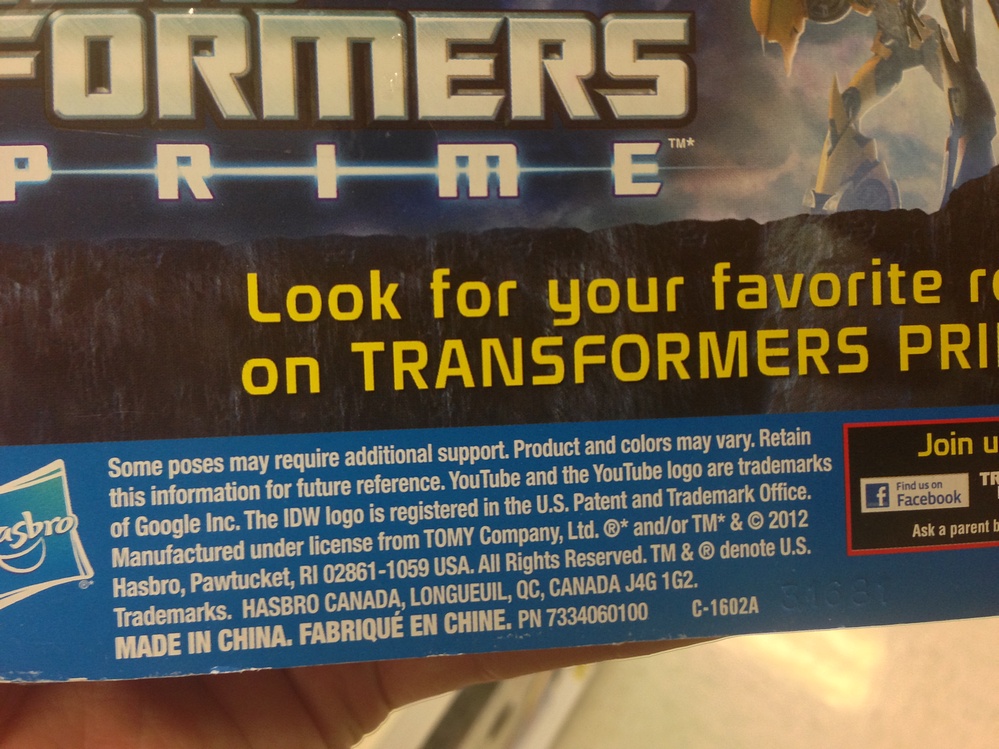 FORMERS
PRIME™*
Look for your favorite
on TRANSFORMERS
asbro
®
Some poses may require additional support. Product and colors may vary. Retain
this information for future reference. YouTube and the YouTube logo are trademarks
of Google Inc. The IDW logo is registered in the U.S. Patent and Trademark Office.
Manufactured under license from TOMY Company, Ltd. ®* and/or TM* & © 2012
Hasbro, Pawtucket, RI 02861-1059 USA. All Rights Reserved. TM & ® denote U.S.
Trademarks. HASBRO CANADA, LONGUEUIL, QC, CANADA J4G 1G2.
MADE IN CHINA. FABRIQUÉ EN CHINE. PN 7334060100 C-1602A
Join
f Find us on
Facebook
Ask a parent